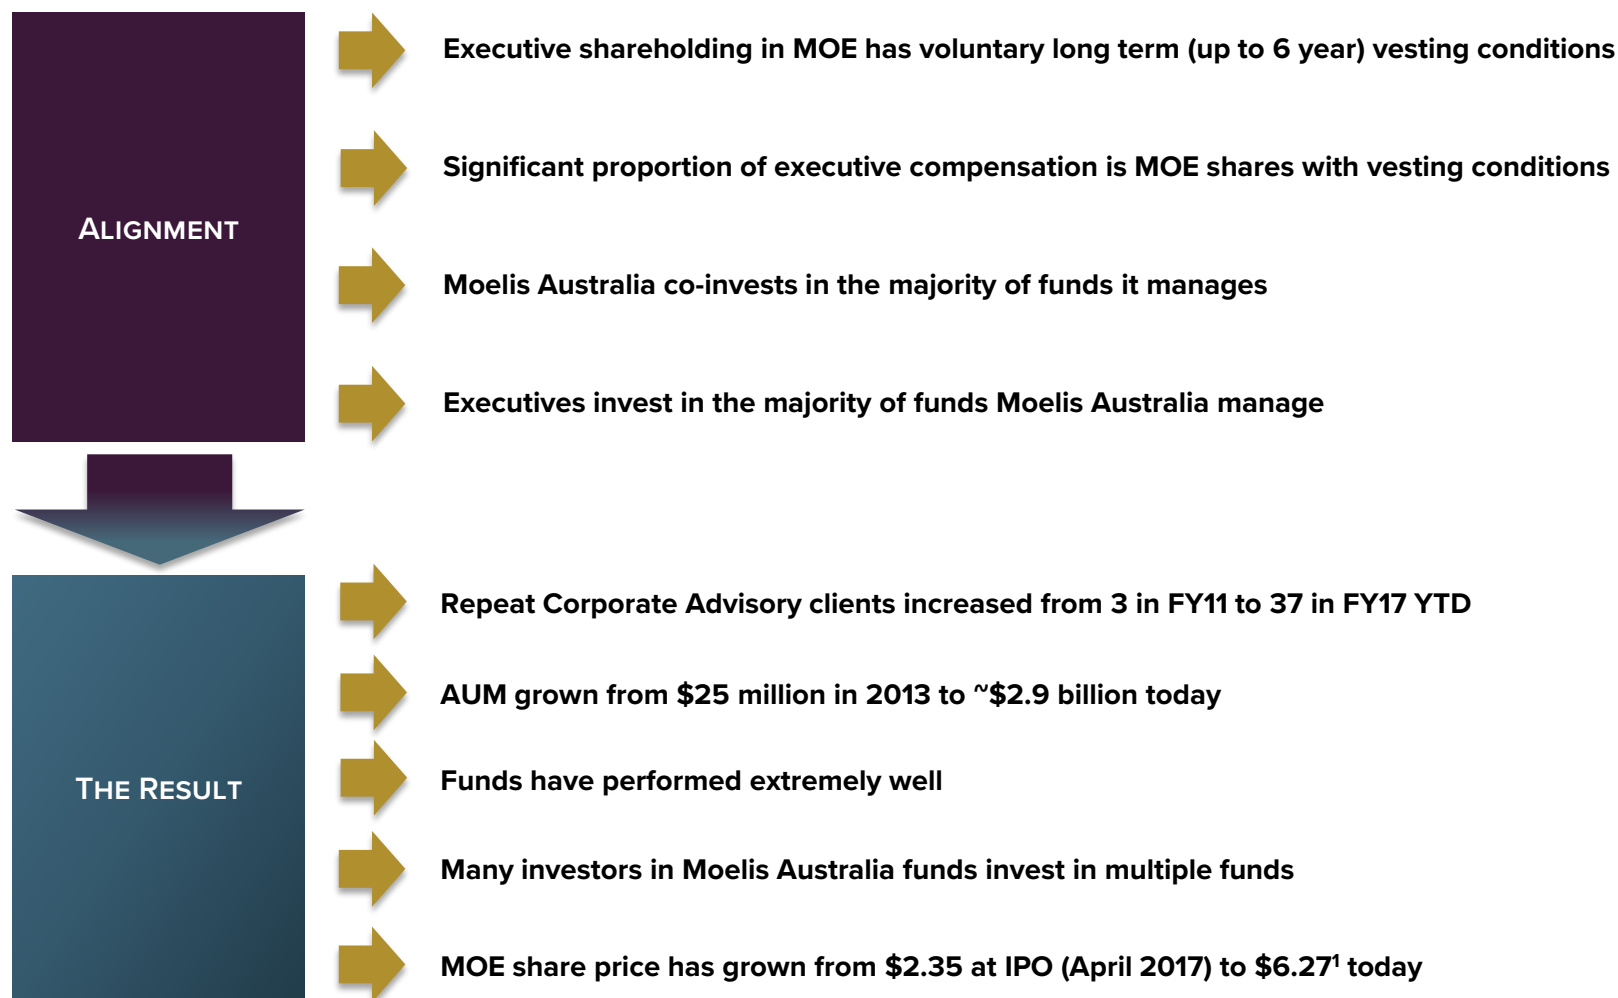 Executive shareholding in MOE has voluntary long term (up to 6 year) vesting conditions
Significant proportion of executive compensation is MOE shares with vesting conditions
ALIGNMENT
Moelis Australia co-invests in the majority of funds it manages
Executives invest in the majority of funds Moelis Australia manage
Repeat Corporate Advisory clients increased from 3 in FY11 to 37 in FY17 YTD
AUM grown from $25 million in 2013 to ~$2.9 billion today
Funds have performed extremely well
THE RESULT
Many investors in Moelis Australia funds invest in multiple funds
MOE share price has grown from $2.35 at IPO (April 2017) to $6.27¹ today